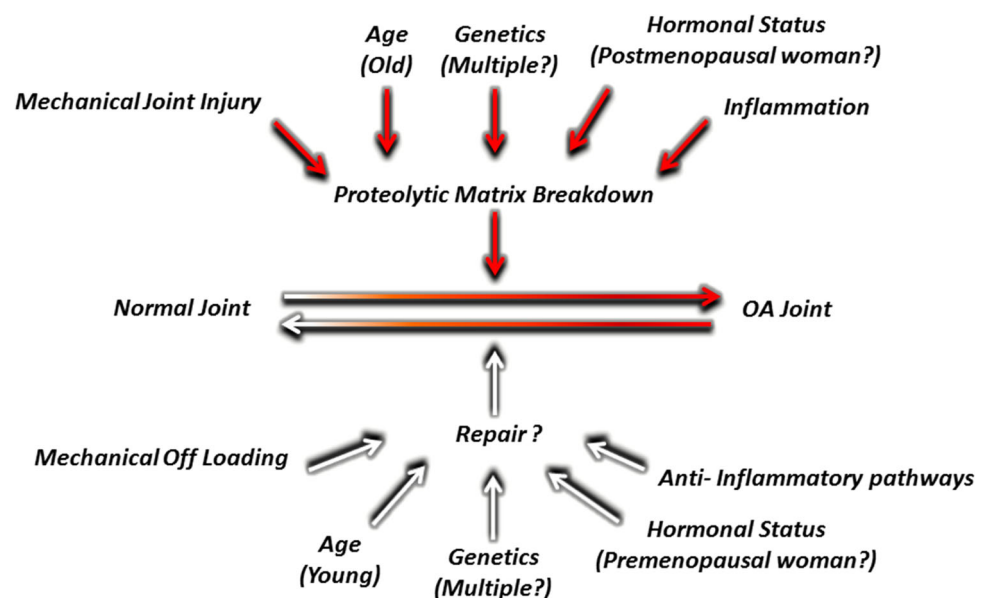 Age
(Old)
Genetics
(Multiple?)
Hormonal Status
(Postmenopausal woman?)
Mechanical Joint Injury
Inflammation
Proteolytic Matrix Breakdown
Normal Joint
OA Joint
Repair ?
Mechanical Off Loading
Anti- Inflammatory pathways
Age
(Young)
Genetics
(Multiple?)
Hormonal Status
(Premenopausal woman?)